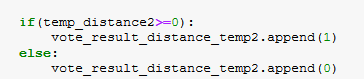 if(temp_distance2>=0):
    vote_result_distance_temp2.append(1)
else:
    vote_result_distance_temp2.append(0)